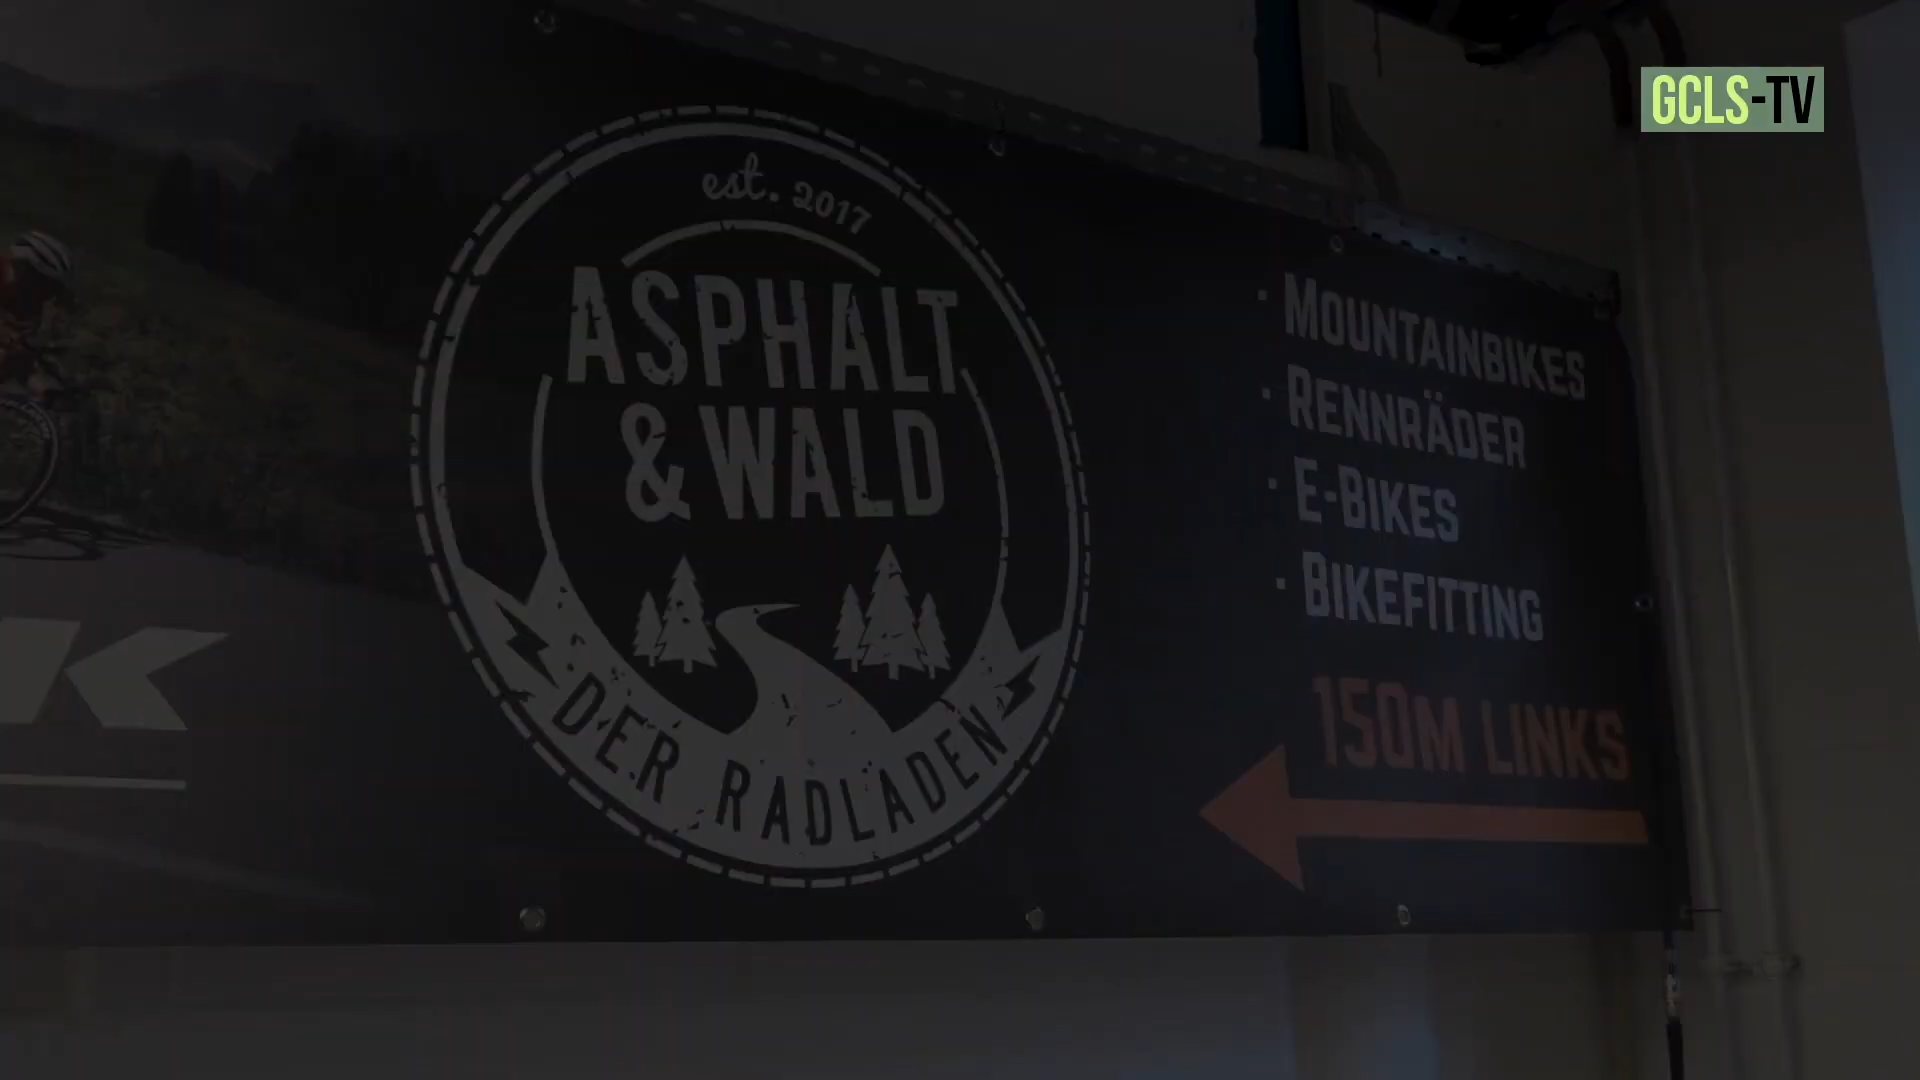 GCLS-TV
est. 2017
ASPHALT
& WALD
DER RADLADEN
· MOUNTAINBIKES
· RENNRÄDER
· E-BIKES
· BIKEFITTING
150M LINKS